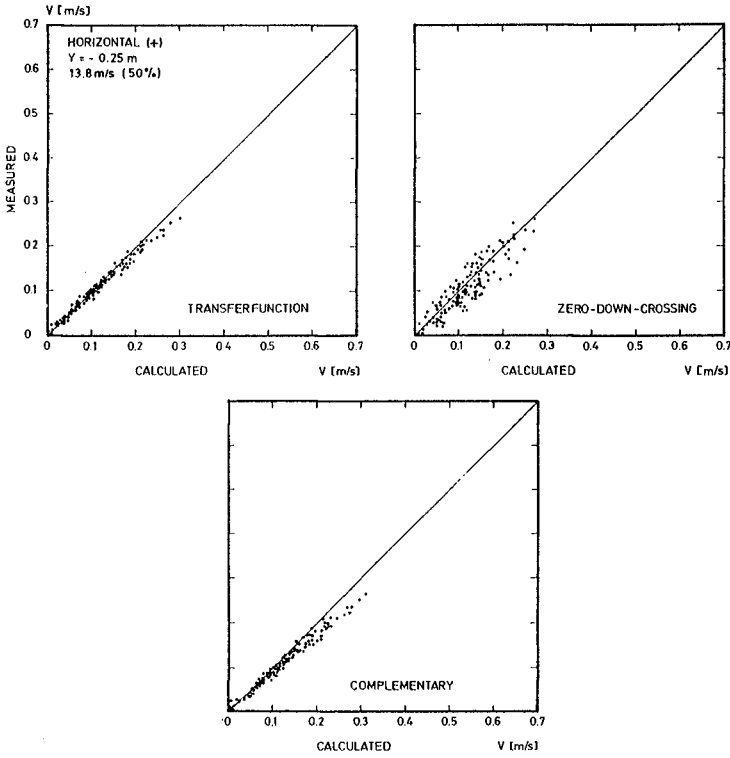 V [m/s]
0.7
HORIZONTAL (+)
Y = - 0.25 m
13.8 m/s (50%)
0.6
0.5
0.4
MEASURED
0.3
0.2
0.1
0
TRANSFERFUNCTION
0 0.1 0.2 0.3 0.4 0.5 0.6 0.7
CALCULATED V [m/s]
ZERO-DOWN-CROSSING
0 0.1 0.2 0.3 0.4 0.5 0.6 0.7
CALCULATED V [m/s]
COMPLEMENTARY
0 0.1 0.2 0.3 0.4 0.5 0.6 0.7
CALCULATED V [m/s]